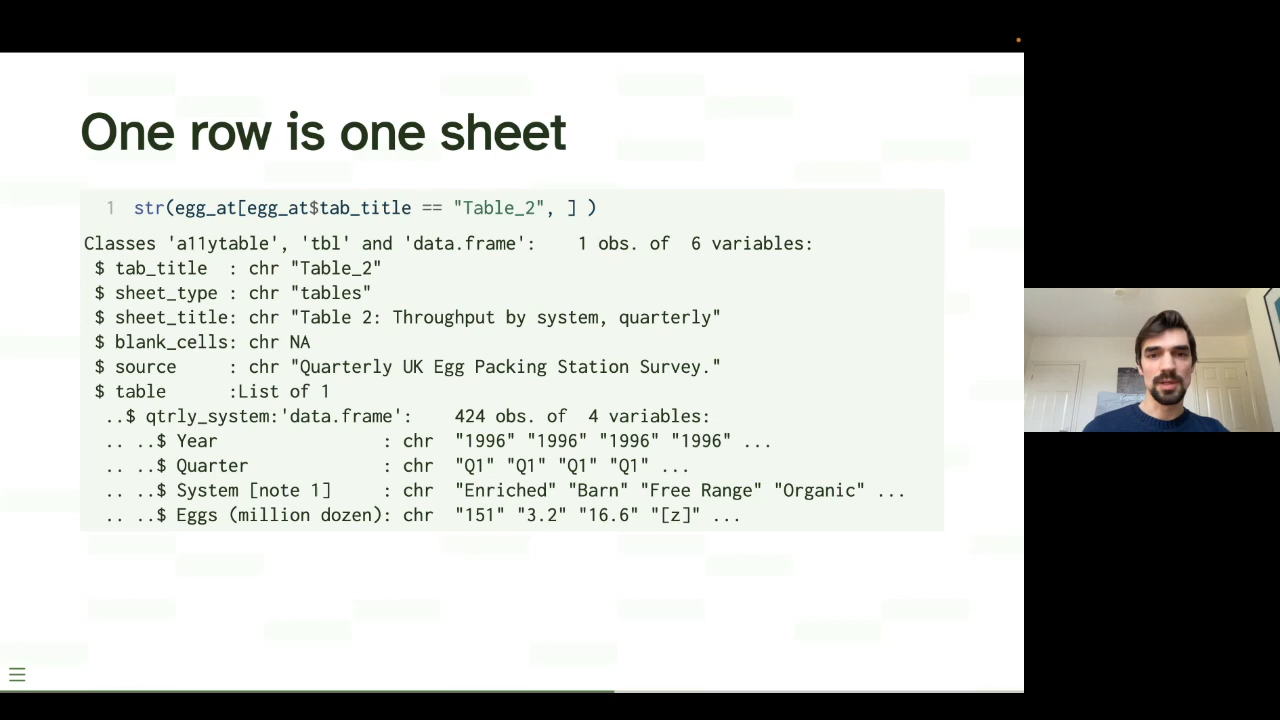 One row is one sheet
1 str(egg_at[egg_at$tab_title == "Table_2", ] )
Classes 'a11ytable', 'tbl' and 'data.frame':    1 obs. of  6 variables:
 $ tab_title  : chr "Table_2"
 $ sheet_type : chr "tables"
 $ sheet_title: chr "Table 2: Throughput by system, quarterly"
 $ blank_cells: chr NA
 $ source     : chr "Quarterly UK Egg Packing Station Survey."
 $ table      :List of 1
  ..$ qtrly_system:'data.frame':    424 obs. of  4 variables:
  .. ..$ Year                : chr  "1996" "1996" "1996" "1996" ...
  .. ..$ Quarter             : chr  "Q1" "Q1" "Q1" "Q1" ...
  .. ..$ System [note 1]     : chr  "Enriched" "Barn" "Free Range" "Organic" ...
  .. ..$ Eggs (million dozen): chr  "151" "3.2" "16.6" "[z]" ...